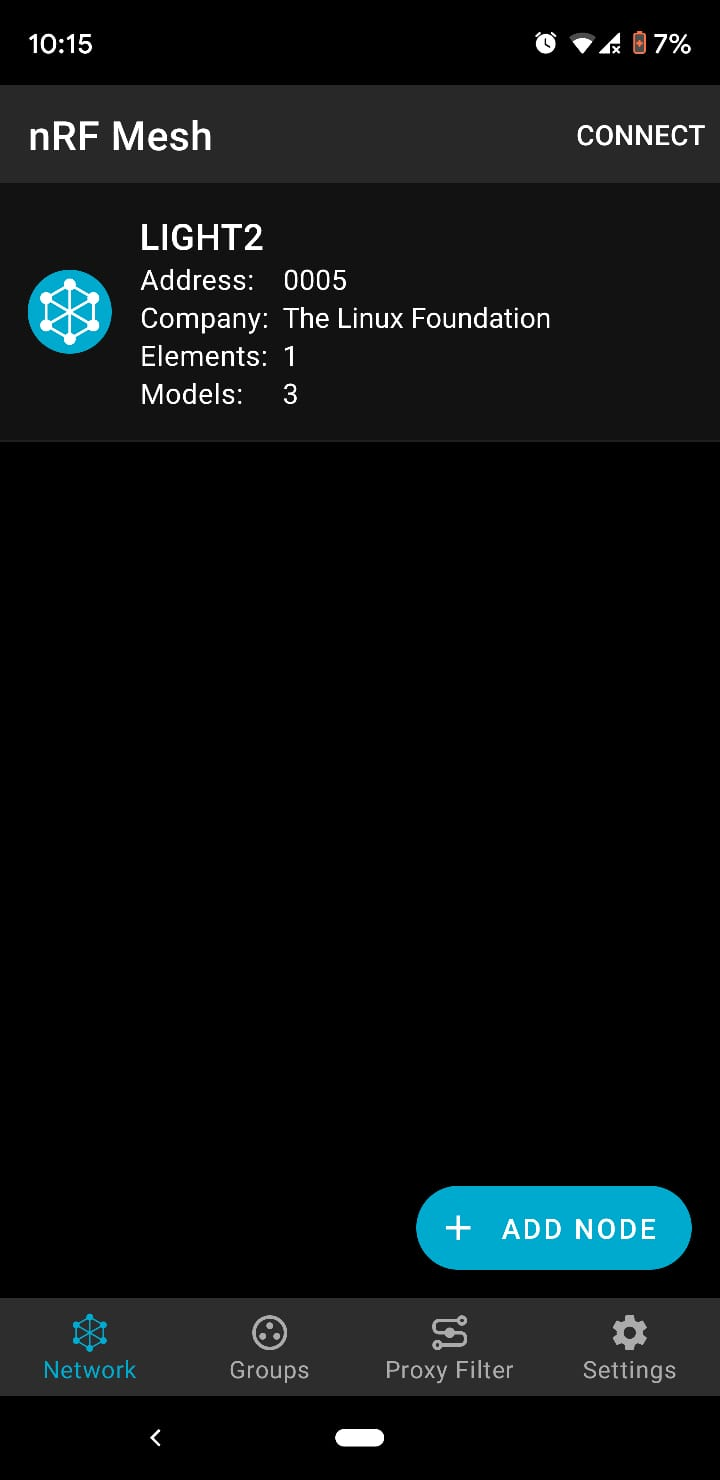 10:15
7%
nRF Mesh
CONNECT
LIGHT2
Address: 0005
Company: The Linux Foundation
Elements: 1
Models: 3
+ ADD NODE
Network
Groups
Proxy Filter
Settings